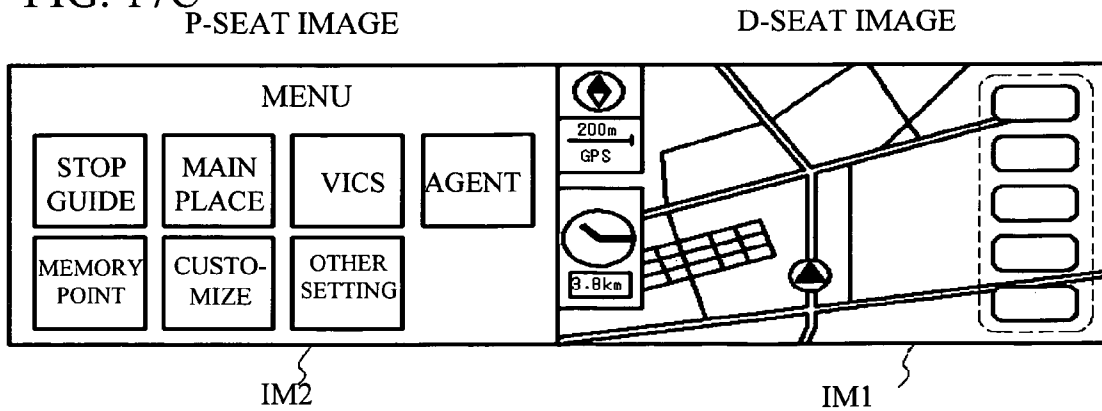 P-SEAT IMAGE
D-SEAT IMAGE
MENU
STOP
GUIDE
MAIN
PLACE
VICS
AGENT
MEMORY
POINT
CUSTO-
MIZE
OTHER
SETTING
200m
GPS
3.8km
IM2
IM1